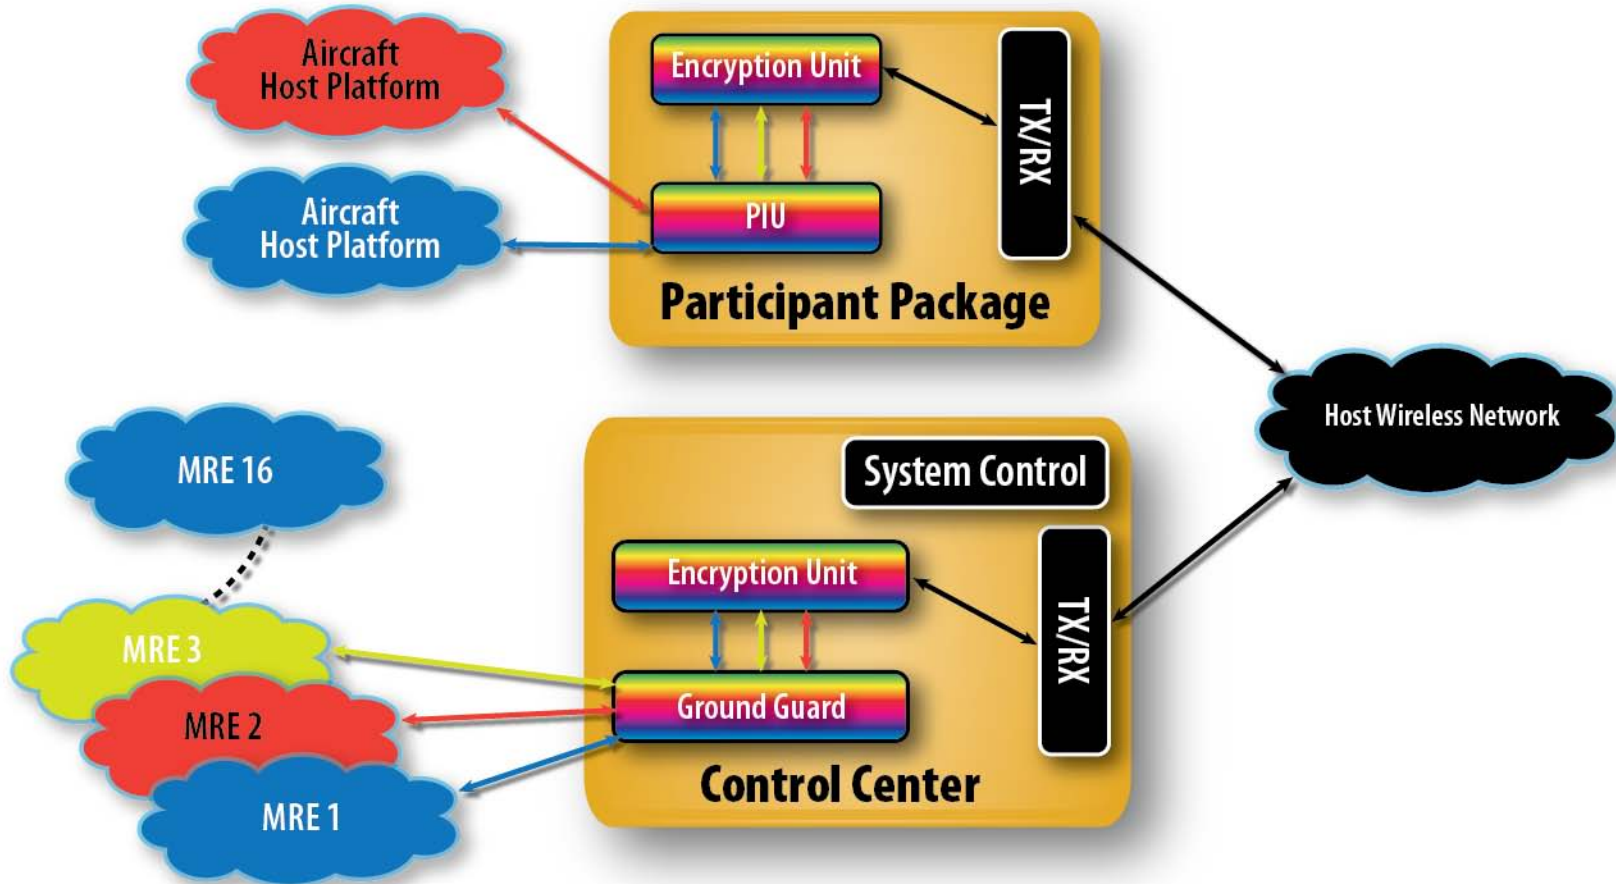 Aircraft
Host Platform
Aircraft
Host Platform
Encryption Unit
PIU
TX/RX
Participant Package
Host Wireless Network
MRE 16
MRE 3
MRE 2
MRE 1
System Control
Encryption Unit
Ground Guard
TX/RX
Control Center